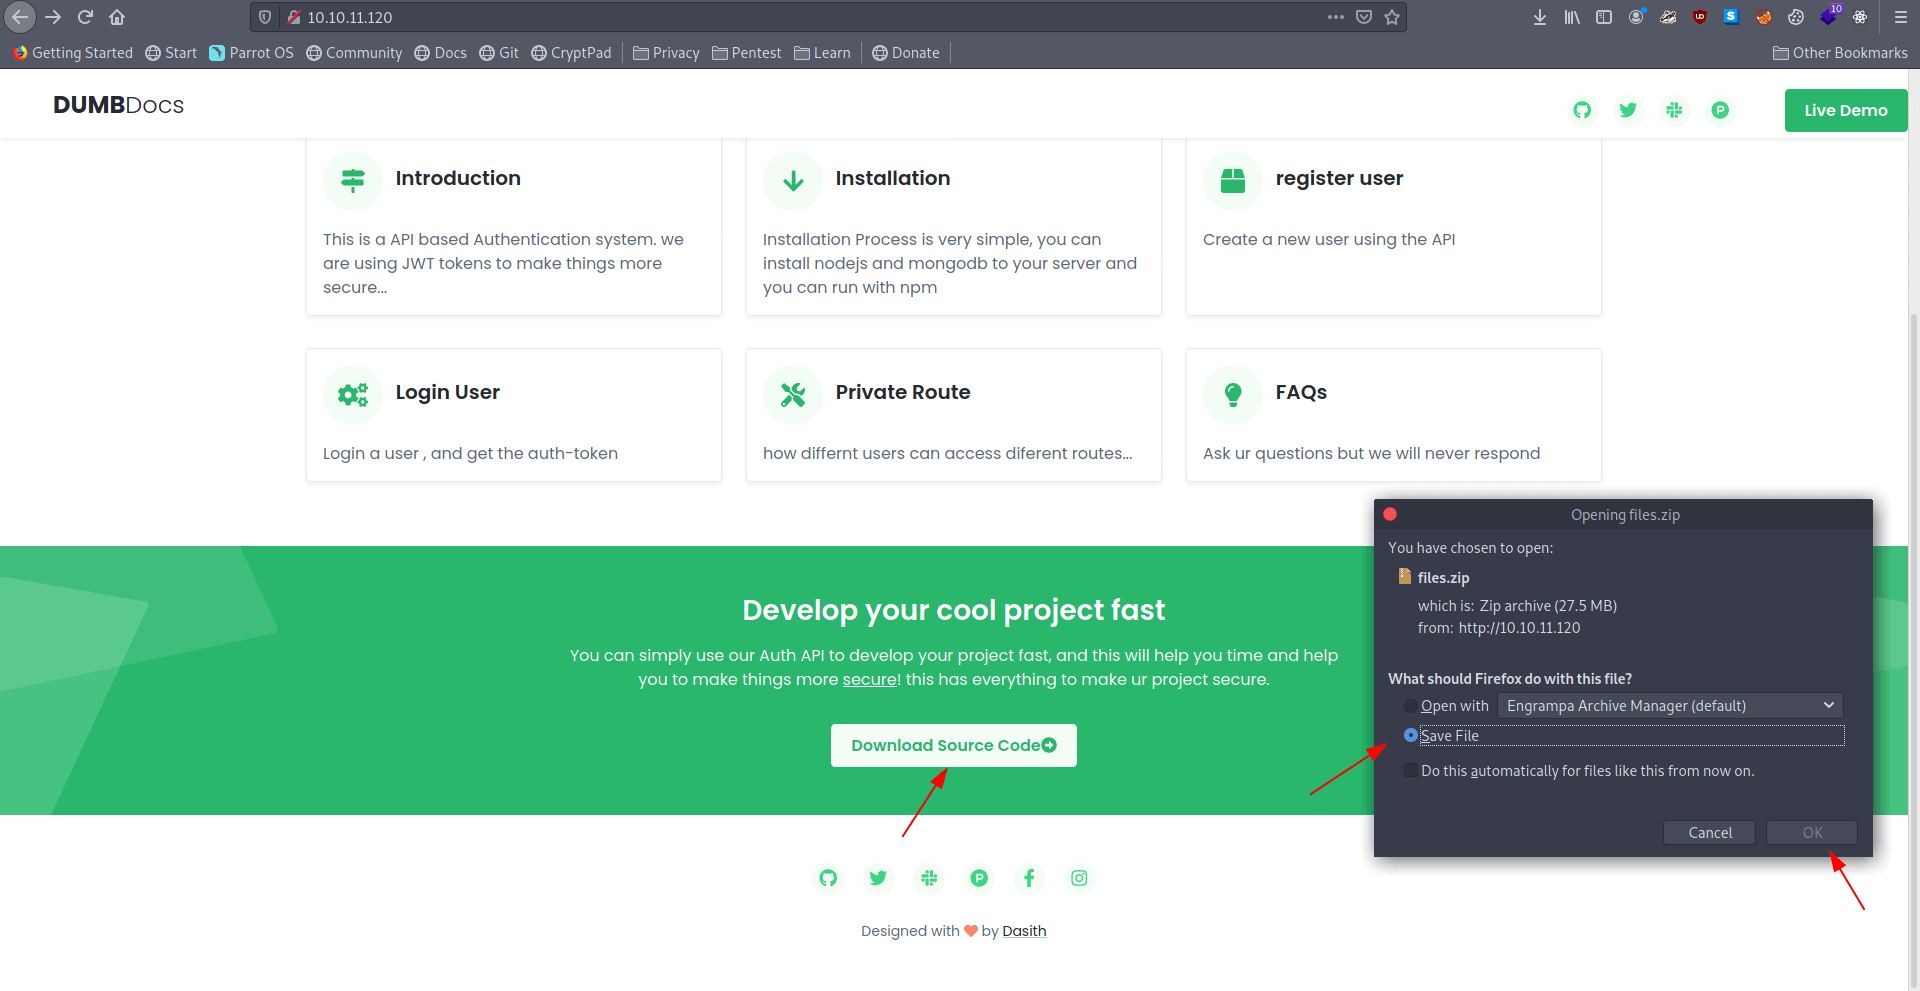 10.10.11.120
10
Getting Started Start Parrot OS Community Docs Git CryptPad Privacy Pentest Learn Donate Other Bookmarks
DUMBDocs
Live Demo
Introduction
This is a API based Authentication system. we
are using JWT tokens to make things more
secure...
Installation
Installation Process is very simple, you can
install nodejs and mongodb to your server and
you can run with npm
register user
Create a new user using the API
Login User
Login a user , and get the auth-token
Private Route
how differnt users can access diferent routes...
FAQs
Ask ur questions but we will never respond
Develop your cool project fast
You can simply use our Auth API to develop your project fast, and this will help you time and help
you to make things more secure! this has everything to make ur project secure.
Download Source Code
Designed with by Dasith
Opening files.zip
You have chosen to open:
files.zip
which is: Zip archive (27.5 MB)
from: http://10.10.11.120
What should Firefox do with this file?
Open with Engrampa Archive Manager (default)
Save File
Do this automatically for files like this from now on.
Cancel OK